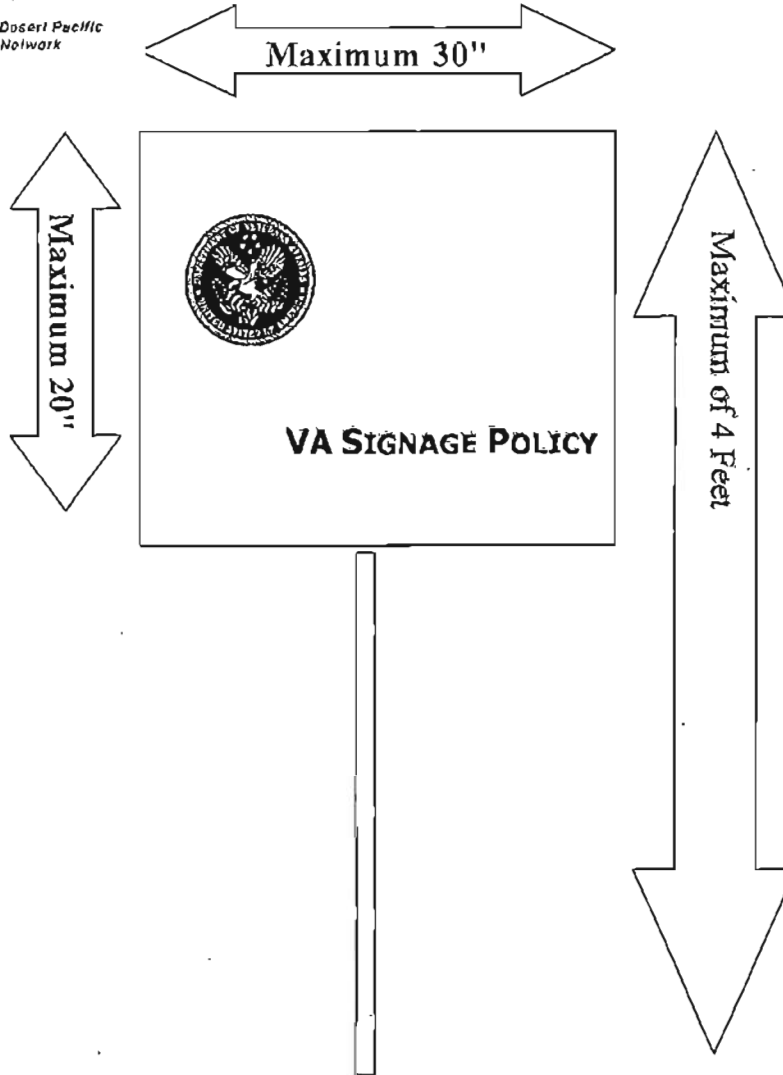 Desert Pacific
Network
Maximum 30"
Maximum 20"
VA SIGNAGE POLICY
Maximum of 4 Feet